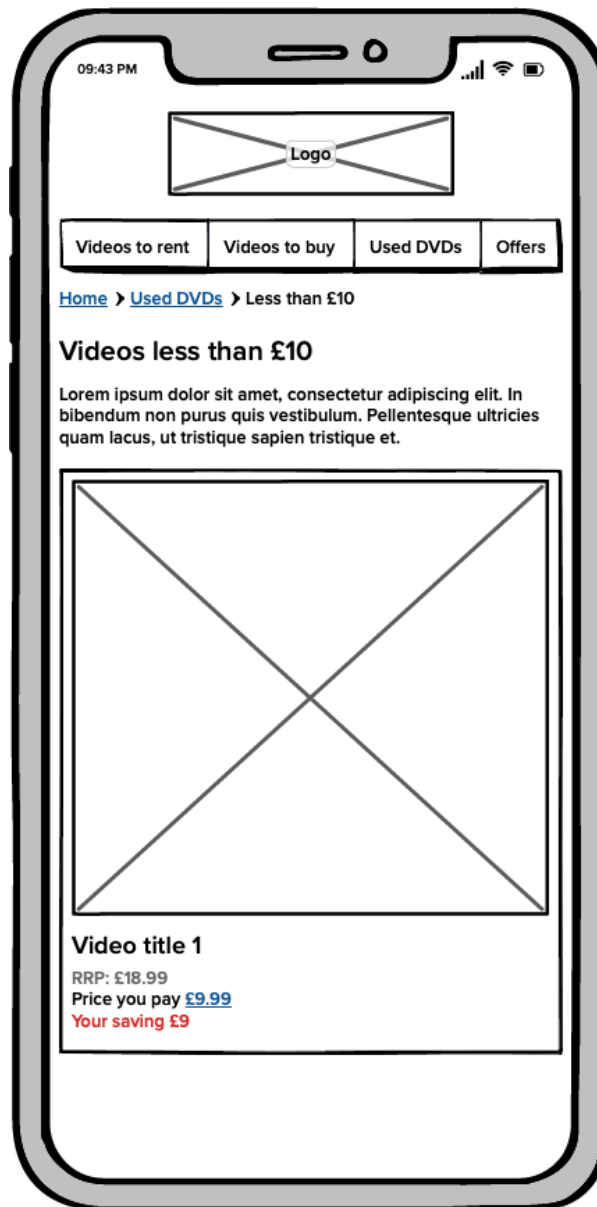 09:43 PM
Logo
Videos to rent Videos to buy Used DVDs Offers
Home > Used DVDs > Less than £10
Videos less than £10
Lorem ipsum dolor sit amet, consectetur adipiscing elit. In
bibendum non purus quis vestibulum. Pellentesque ultricies
quam lacus, ut tristique sapien tristique et.
Video title 1
RRP: £18.99
Price you pay £9.99
Your saving £9